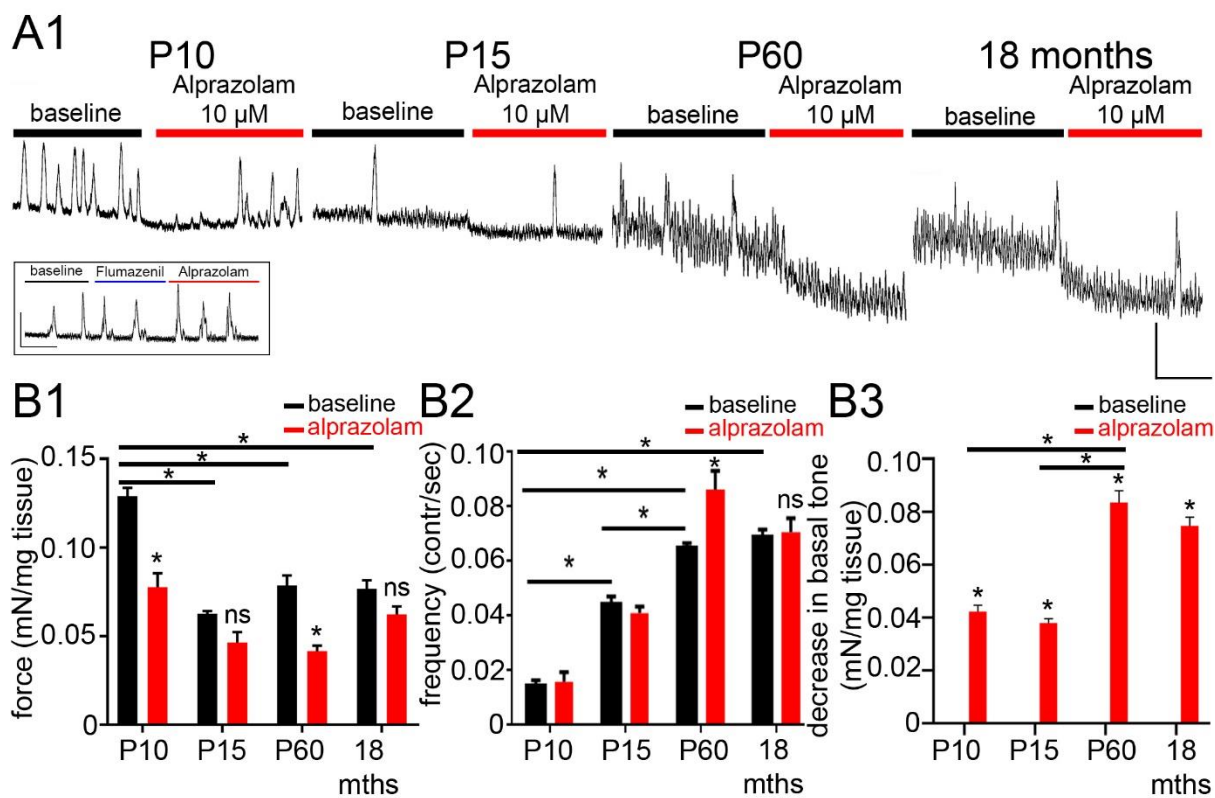 A1
P10
P15
P60
18 months
baseline
Alprazolam
10 µM
baseline
Alprazolam
10 µM
baseline
Alprazolam
10 µM
baseline
Alprazolam
10 µM
baseline Flumazenil Alprazolam
B1
baseline
alprazolam
force (mN/mg tissue)
0.15
0.10
0.05
0
* * *
* ns * ns
P10 P15 P60 18
mths
B2
baseline
alprazolam
frequency (contr/sec)
0.10
0.08
0.06
0.04
0.02
0
* * * *
* ns
P10 P15 P60 18
mths
B3
baseline
alprazolam
decrease in basal tone
(mN/mg tissue)
0.10
0.08
0.06
0.04
0.02
0
* *
* * * *
P10 P15 P60 18
mths